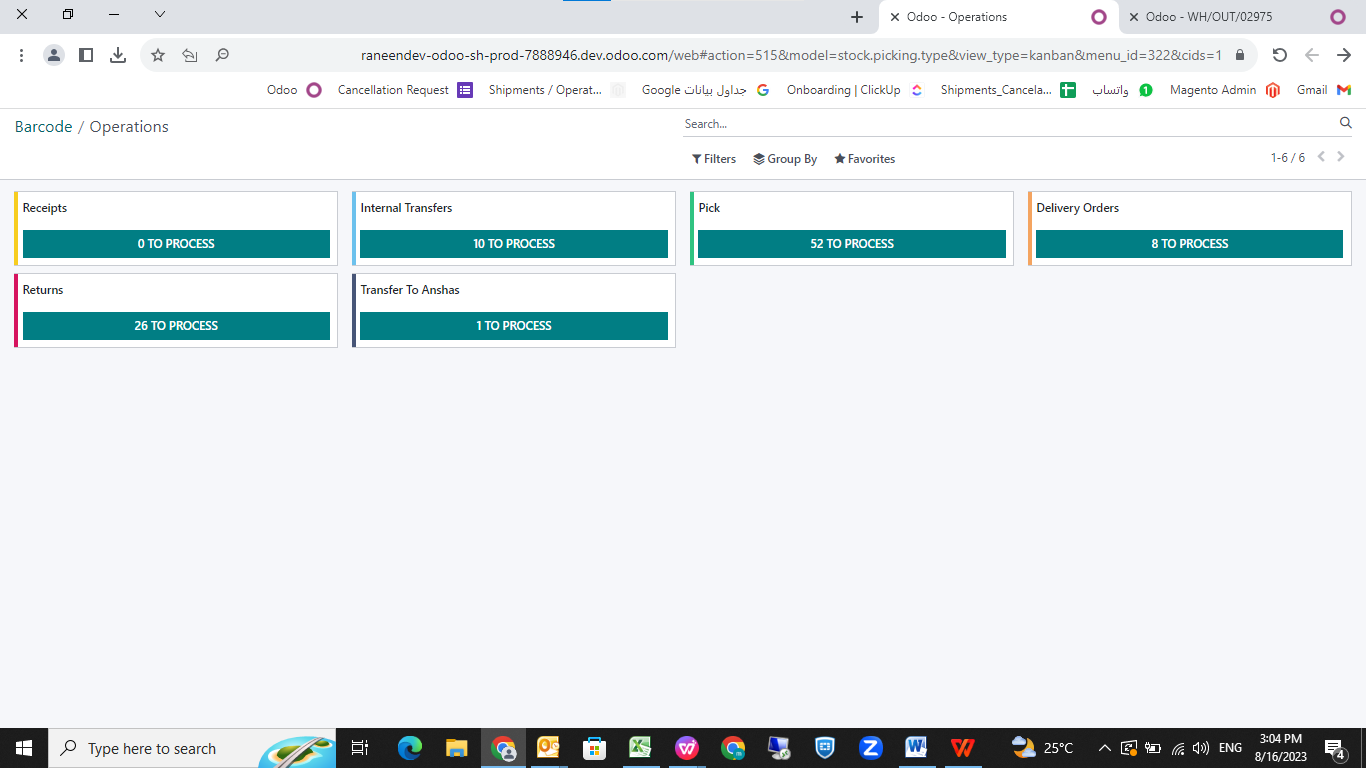 Odoo - Operations
Odoo - WH/OUT/02975
raneendev-odoo-sh-prod-7888946.dev.odoo.com/web#action=515&model=stock.picking.type&view_type=kanban&menu_id=322&cids=1
Odoo Cancellation Request Shipments / Operat... جداول بيانات Google Onboarding | ClickUp Shipments_Cancela... واتساب 1 Magento Admin Gmail
Barcode / Operations
Search...
Filters Group By Favorites 1-6 / 6
Receipts Internal Transfers Pick Delivery Orders
0 TO PROCESS 10 TO PROCESS 52 TO PROCESS 8 TO PROCESS
Returns Transfer To Anshas
26 TO PROCESS 1 TO PROCESS
Type here to search
25°C
ENG
3:04 PM
8/16/2023
4